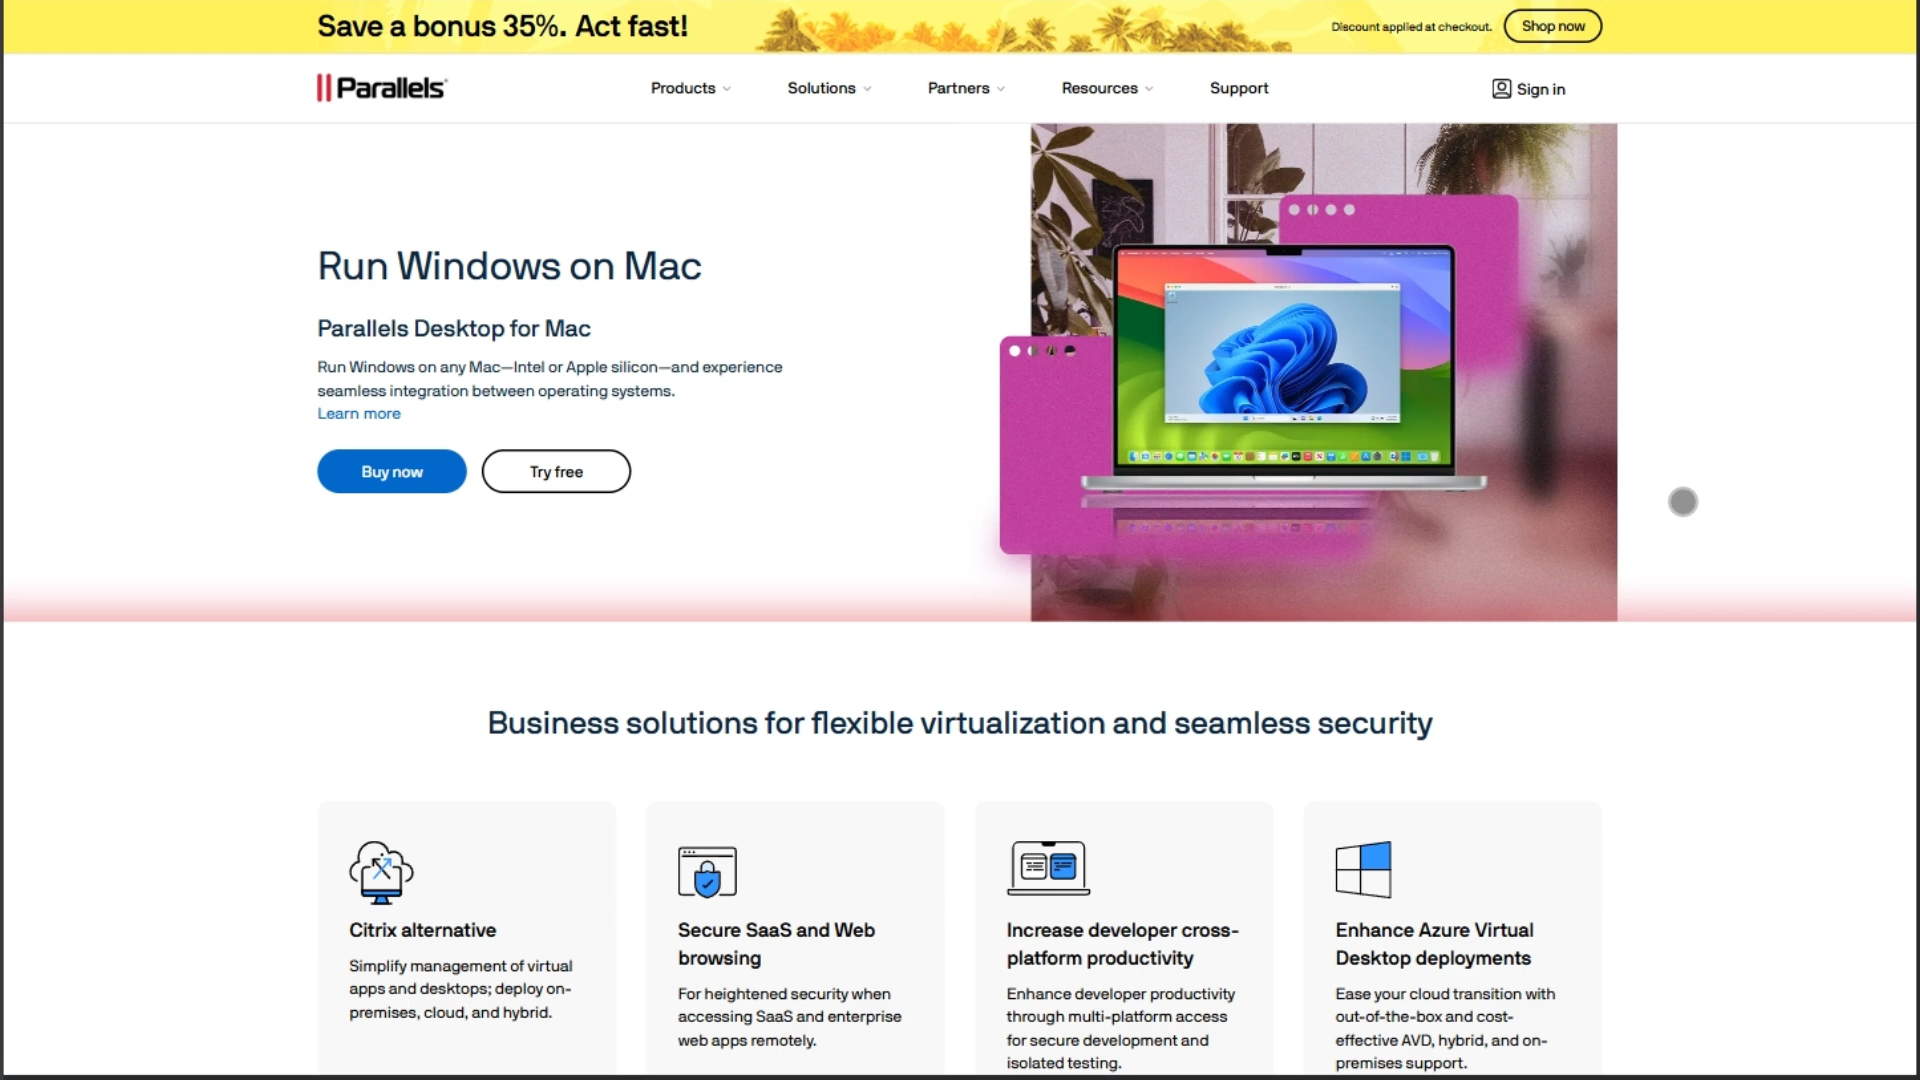 Save a bonus 35%. Act fast!
Discount applied at checkout.
Shop now
Parallels
Products
Solutions
Partners
Resources
Support
Sign in
Run Windows on Mac
Parallels Desktop for Mac
Run Windows on any Mac—Intel or Apple silicon—and experience
seamless integration between operating systems.
Learn more
Buy now
Try free
Business solutions for flexible virtualization and seamless security
Citrix alternative
Simplify management of virtual
apps and desktops; deploy on-
premises, cloud, and hybrid.
Secure SaaS and Web
browsing
For heightened security when
accessing SaaS and enterprise
web apps remotely.
Increase developer cross-
platform productivity
Enhance developer productivity
through multi-platform access
for secure development and
isolated testing.
Enhance Azure Virtual
Desktop deployments
Ease your cloud transition with
out-of-the-box and cost-
effective AVD, hybrid, and on-
premises support.